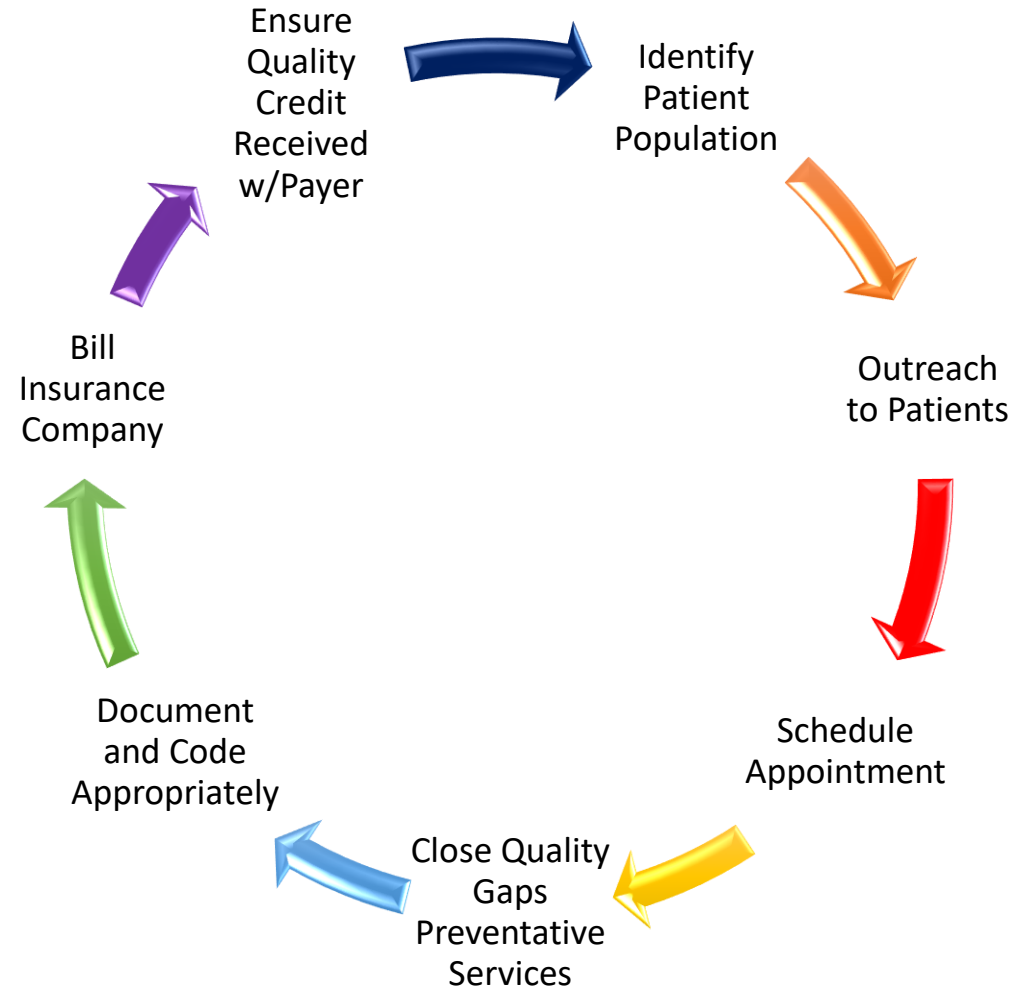 Ensure
Quality
Credit
Received
w/Payer
Identify
Patient
Population
Outreach
to Patients
Schedule
Appointment
Close Quality
Gaps
Preventative
Services
Document
and Code
Appropriately
Bill
Insurance
Company